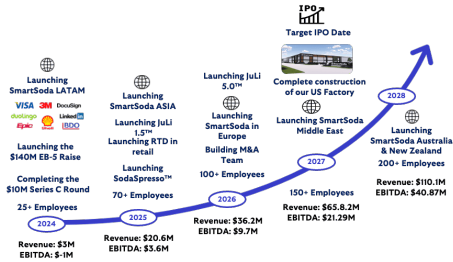 IPO
Target IPO Date
Launching
SmartSoda LATAM
VISA 3M DocuSign
duolingo Shell LinkedIn
Epic IBDO
Launching the
$140M EB-5 Raise
Completing the
$10M Series C Round
25+ Employees
2024
Revenue: $3M
EBITDA: $-1M
Launching
SmartSoda ASIA
Launching JuLi
1.5™
Launching RTD in
retail
Launching
SodaSpresso™
70+ Employees
2025
Revenue: $20.6M
EBITDA: $3.6M
Launching JuLi
5.0™
Launching
SmartSoda in
Europe
Building M&A
Team
100+ Employees
2026
Revenue: $36.2M
EBITDA: $9.7M
Complete construction
of our US Factory
Launching SmartSoda
Middle East
2027
150+ Employees
Revenue: $65.8.2M
EBITDA: $21.29M
2028
Launching
SmartSoda Australia
& New Zealand
200+ Employees
Revenue: $110.1M
EBITDA: $40.87M